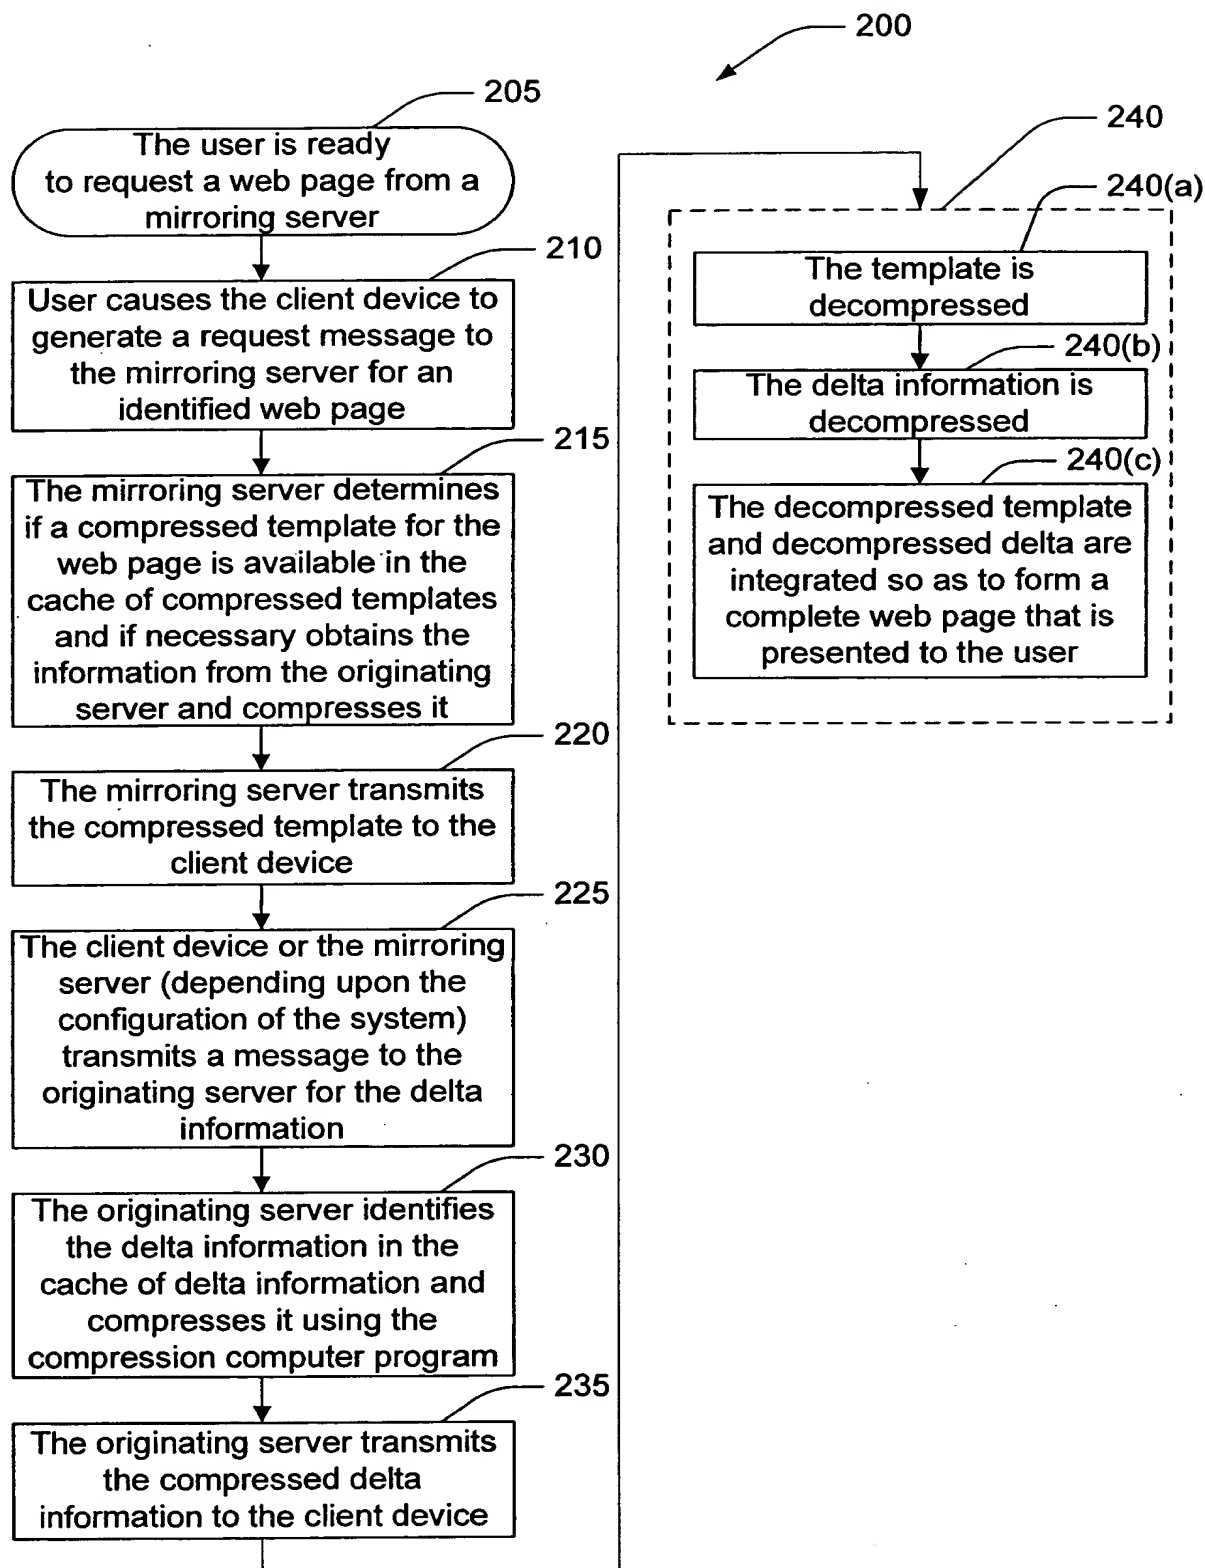 200
205
The user is ready
to request a web page from a
mirroring server
210
User causes the client device to
generate a request message to
the mirroring server for an
identified web page
215
The mirroring server determines
if a compressed template for the
web page is available in the
cache of compressed templates
and if necessary obtains the
information from the originating
server and compresses it
220
The mirroring server transmits
the compressed template to the
client device
225
The client device or the mirroring
server (depending upon the
configuration of the system)
transmits a message to the
originating server for the delta
information
230
The originating server identifies
the delta information in the
cache of delta information and
compresses it using the
compression computer program
235
The originating server transmits
the compressed delta
information to the client device
240
240(a)
The template is
decompressed
240(b)
The delta information is
decompressed
240(c)
The decompressed template
and decompressed delta are
integrated so as to form a
complete web page that is
presented to the user